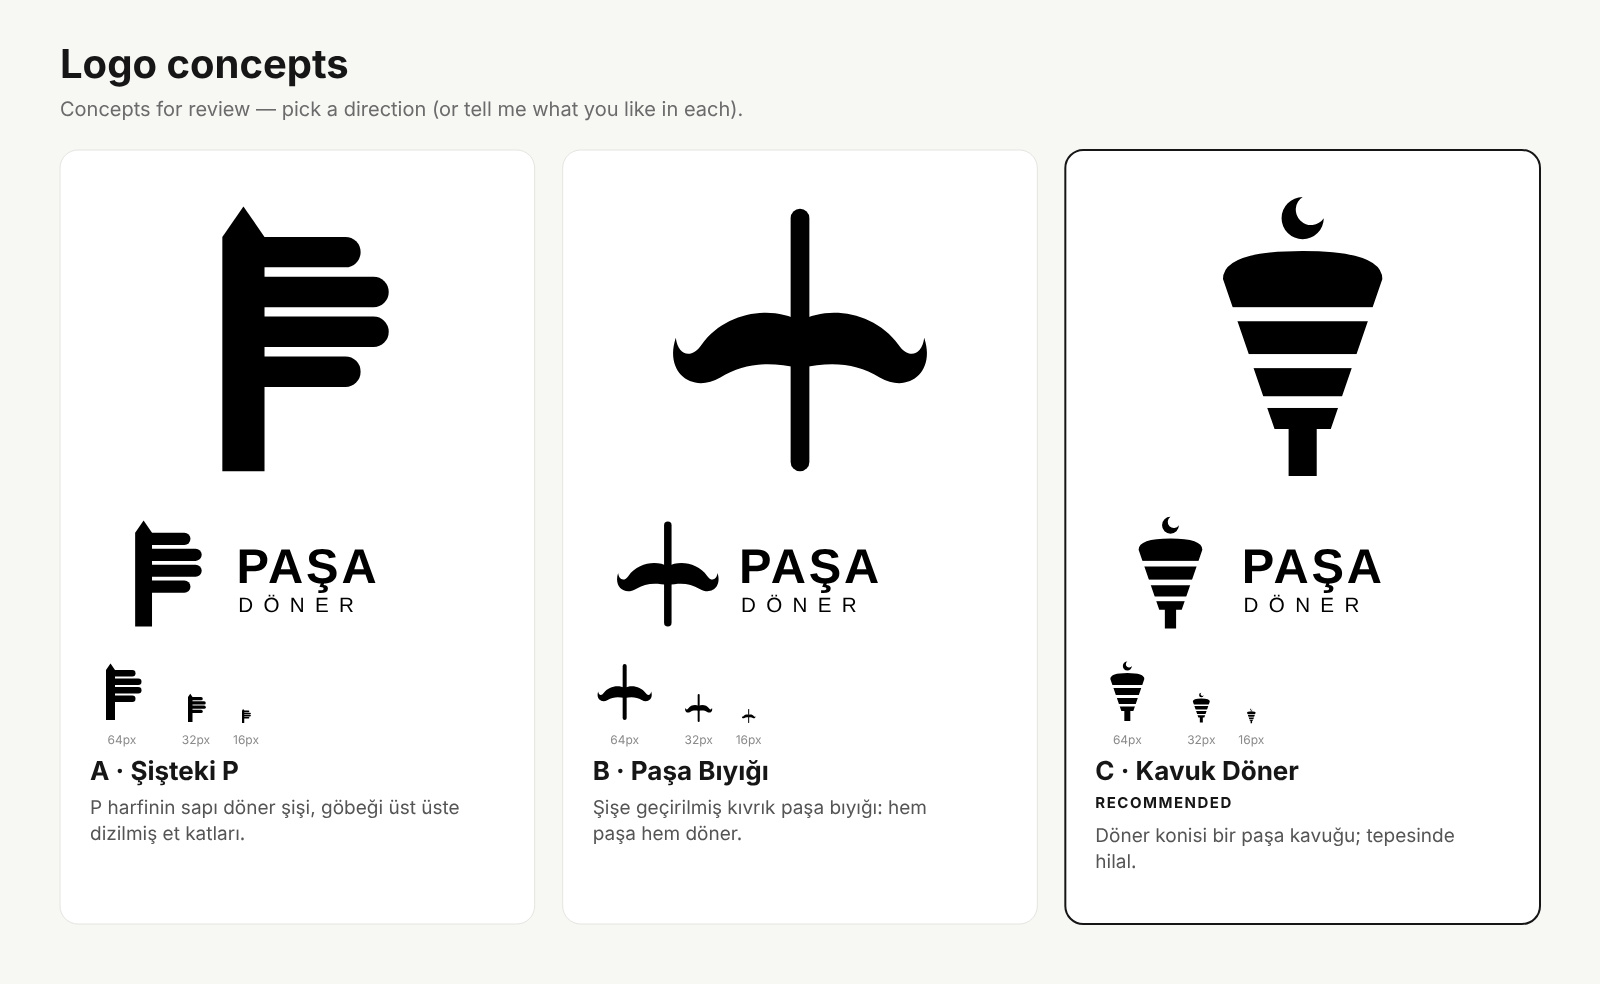 Logo concepts
Concepts for review — pick a direction (or tell me what you like in each).
PAŞA
DÖNER
64px
32px
16px
A · Şişteki P
P harfinin sapı döner şişi, göbeği üst üste
dizilmiş et katları.
PAŞA
DÖNER
64px
32px
16px
B · Paşa Bıyığı
Şişe geçirilmiş kıvrık paşa bıyığı: hem
paşa hem döner.
PAŞA
DÖNER
64px
32px
16px
C · Kavuk Döner
RECOMMENDED
Döner konisi bir paşa kavuğu; tepesinde
hilal.